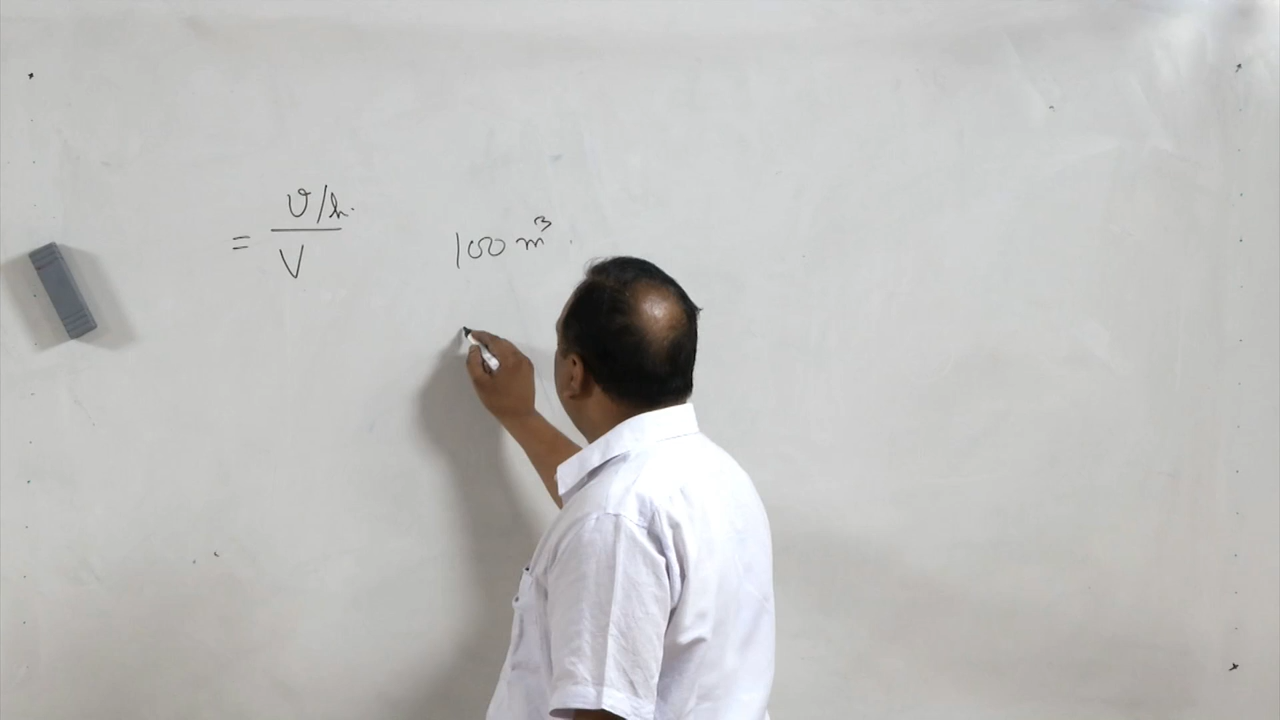 = v/h. / V
100 m³.